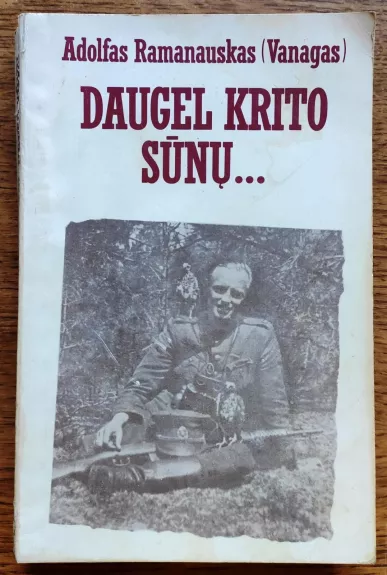 Adolfas Ramanauskas (Vanagas)
DAUGEL KRITO
SŪNŲ...